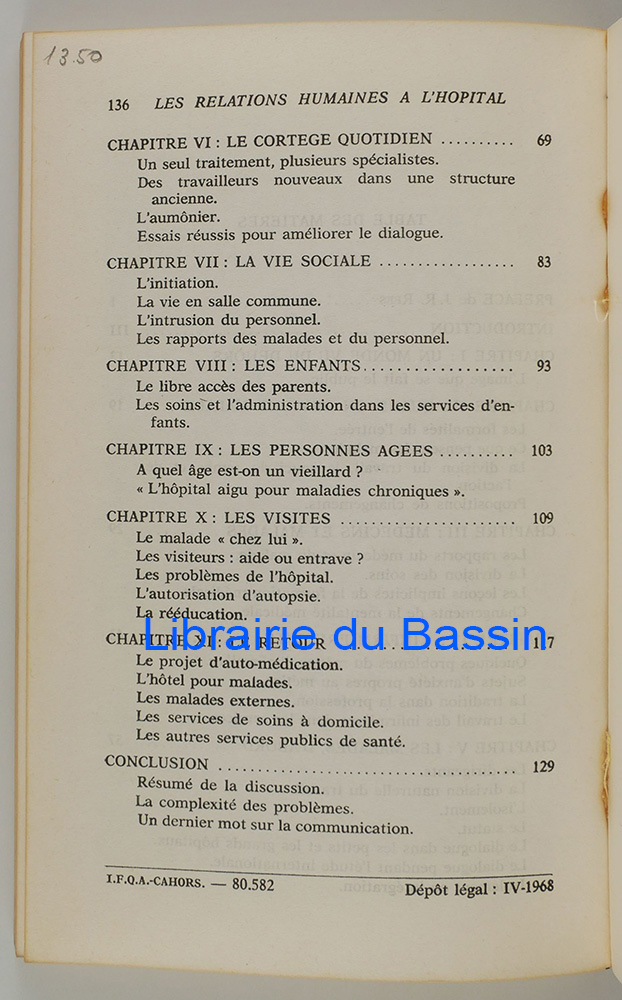 13.50
136 LES RELATIONS HUMAINES A L'HOPITAL
CHAPITRE VI : LE CORTEGE QUOTIDIEN .......... 69
Un seul traitement, plusieurs spécialistes.
Des travailleurs nouveaux dans une structure
ancienne.
L'aumônier.
Essais réussis pour améliorer le dialogue.
CHAPITRE VII : LA VIE SOCIALE .................. 83
L'initiation.
La vie en salle commune.
L'intrusion du personnel.
Les rapports des malades et du personnel.
CHAPITRE VIII : LES ENFANTS................... 93
Le libre accès des parents.
Les soins et l'administration dans les services d'en-
fants.
CHAPITRE IX : LES PERSONNES AGEES .......... 103
A quel âge est-on un vieillard ?
« L'hôpital aigu pour maladies chroniques ».
CHAPITRE X : LES VISITES ....................... 109
Le malade « chez lui ».
Les visiteurs : aide ou entrave ?
Les problèmes de l'hôpital.
L'autorisation d'autopsie.
La rééducation.
CHAPITRE XI : LE RETOUR ....................... 117
Librairie du Bassin
Le projet d'auto-médication.
L'hôtel pour malades.
Les malades externes.
Les services de soins à domicile.
Les autres services publics de santé.
CONCLUSION ...................................... 129
Résumé de la discussion.
La complexité des problèmes.
Un dernier mot sur la communication.
I.F.Q.A.-CAHORS. — 80.582 Dépôt légal : IV-1968